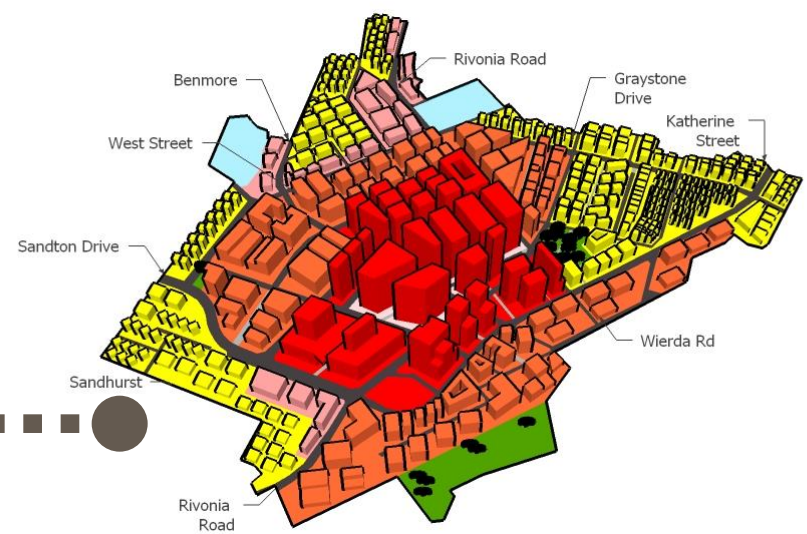 Rivonia Road
Benmore
Graystone
Drive
Katherine
Street
West Street
Sandton Drive
Wierda Rd
Sandhurst
Rivonia
Road